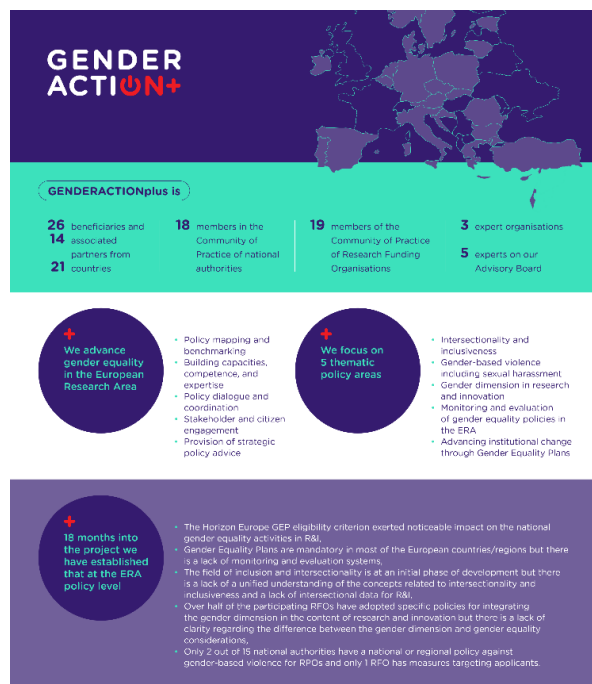 GENDER
ACTION+
GENDERACTIONplus is
26 beneficiaries and
14 associated
partners from
21 countries
18 members in the
Community of
Practice of national
authorities
19 members of the
Community of Practice
of Research Funding
Organisations
3 expert organisations
5 experts on our
Advisory Board
+
We advance
gender equality
in the European
Research Area
• Policy mapping and
benchmarking
• Building capacities,
competence, and
expertise
• Policy dialogue and
coordination
• Stakeholder and citizen
engagement
• Provision of strategic
policy advice
+
We focus on
5 thematic
policy areas
• Intersectionality and
inclusiveness
• Gender-based violence
including sexual harassment
• Gender dimension in research
and innovation
• Monitoring and evaluation
of gender equality policies in
the ERA
• Advancing institutional change
through Gender Equality Plans
+
18 months into
the project we
have established
that at the ERA
policy level
• The Horizon Europe GEP eligibility criterion exerted noticeable impact on the national
gender equality activities in R&I,
• Gender Equality Plans are mandatory in most of the European countries/regions but there
is a lack of monitoring and evaluation systems,
• The field of inclusion and intersectionality is at an initial phase of development but there
is a lack of a unified understanding of the concepts related to intersectionality and
inclusiveness and a lack of intersectional data for R&I,
• Over half of the participating RFOs have adopted specific policies for integrating
the gender dimension in the content of research and innovation but there is a lack of
clarity regarding the difference between the gender dimension and gender equality
considerations,
• Only 2 out of 15 national authorities have a national or regional policy against
gender-based violence for RPOs and only 1 RFO has measures targeting applicants.